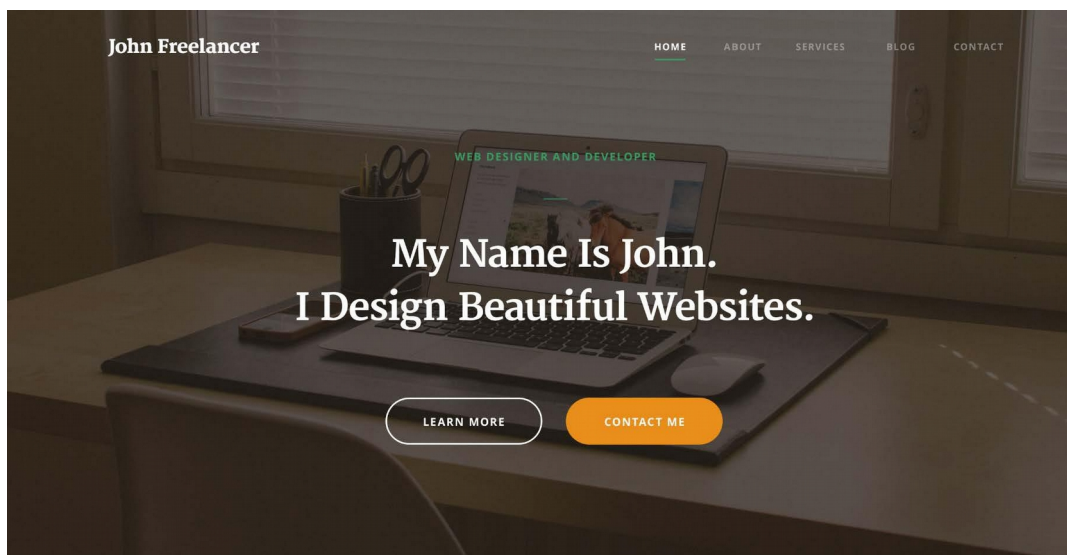 John Freelancer
HOME ABOUT SERVICES BLOG CONTACT
WEB DESIGNER AND DEVELOPER
My Name Is John.
I Design Beautiful Websites.
LEARN MORE CONTACT ME